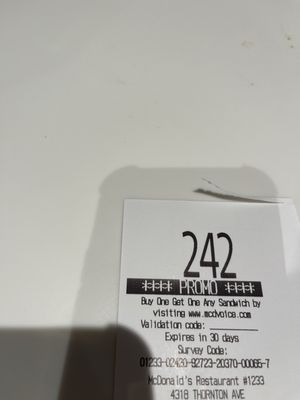 242
**** PROMO ****
Buy One Get One Any Sandwich by
visiting www.mcdvoice.com
Validation code: __________
Expires in 30 days
Survey Code:
01233-02420-92723-20370-00065-7
McDonald's Restaurant #1233
4318 THORNTON AVE